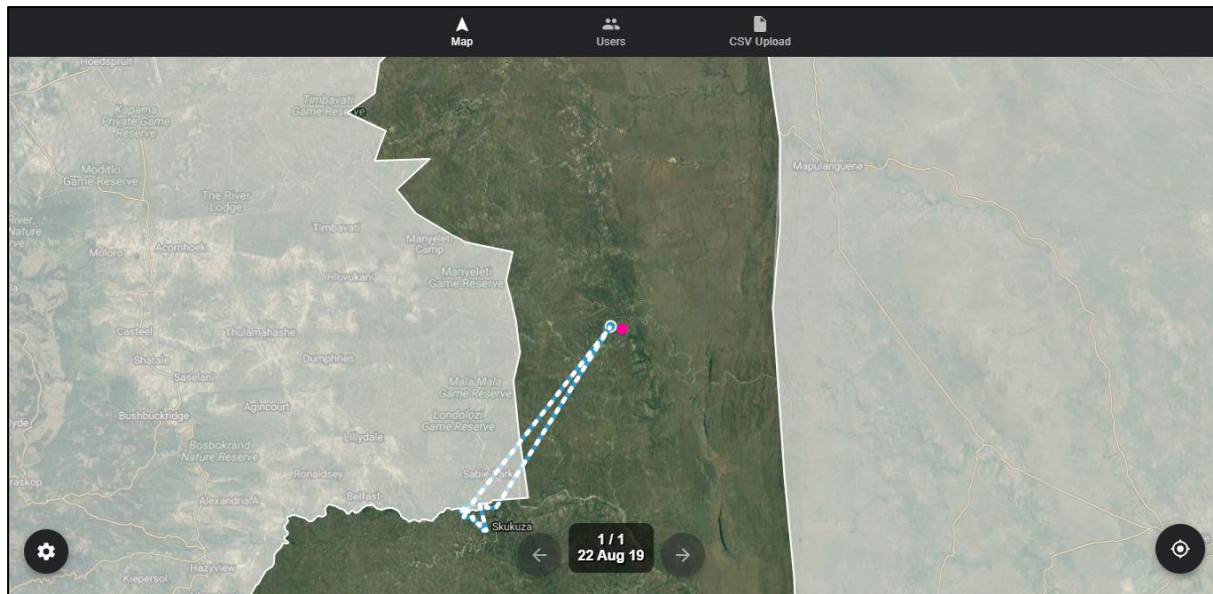 Map
Users
CSV Upload
Hoedspruit
Kapama
Private Game
Reserve
Timbavati
Game Reserve
Moditlo
Game Reserve
The River
Lodge
Mapulanguene
River
Nature
Timbavati
Manyeleti
Camp
Moloro
Acornhoek
Hluvukani
Manyeleti
Game Reserve
Casteel
Thulamahashe
Shatale
Dumphries
Saselani
Mala Mala
Game Reserve
Agincourt
Bushbuckridge
Londolozi
Game Reserve
Lillydale
Bosbokrand
Nature Reserve
Ronaldsey
Sabie Park
Alexandria A
Belfast
Skukuza
1 / 1
22 Aug 19
Hazyview
Kiepersol